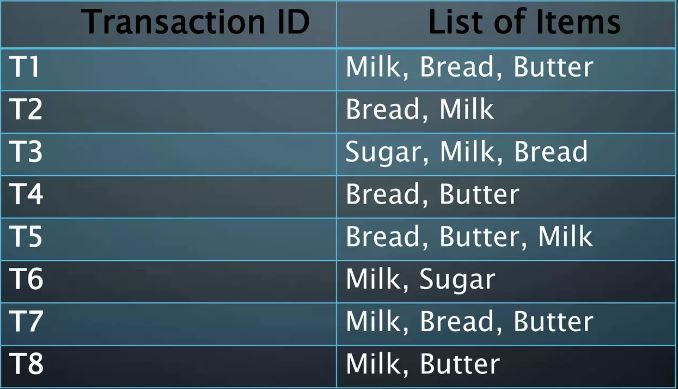 Transaction ID List of Items
T1 Milk, Bread, Butter
T2 Bread, Milk
T3 Sugar, Milk, Bread
T4 Bread, Butter
T5 Bread, Butter, Milk
T6 Milk, Sugar
T7 Milk, Bread, Butter
T8 Milk, Butter